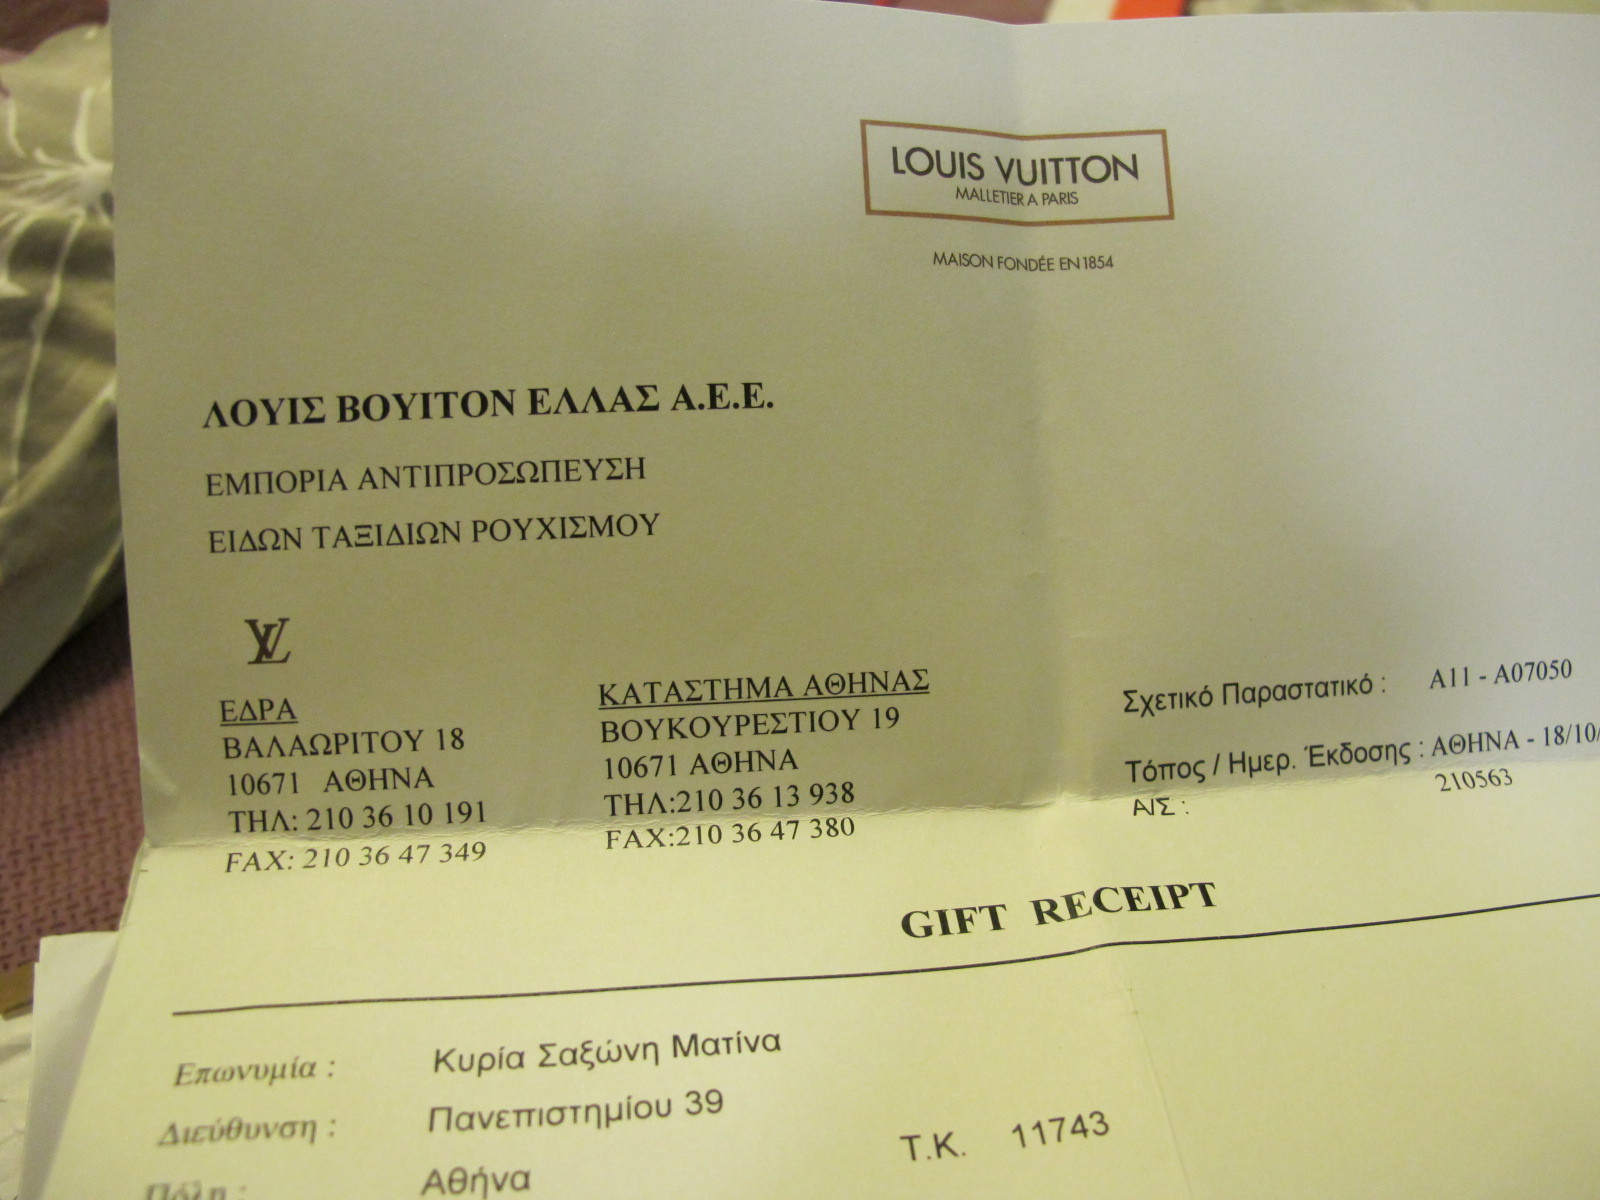 LOUIS VUITTON
MALLETIER A PARIS
MAISON FONDÉE EN 1854
ΛΟΥΙΣ ΒΟΥΙΤΟΝ ΕΛΛΑΣ Α.Ε.Ε.
ΕΜΠΟΡΙΑ ΑΝΤΙΠΡΟΣΩΠΕΥΣΗ
ΕΙΔΩΝ ΤΑΞΙΔΙΩΝ ΡΟΥΧΙΣΜΟΥ
LV
ΕΔΡΑ
ΒΑΛΑΩΡΙΤΟΥ 18
10671 ΑΘΗΝΑ
ΤΗΛ: 210 36 10 191
FAX: 210 36 47 349
ΚΑΤΑΣΤΗΜΑ ΑΘΗΝΑΣ
ΒΟΥΚΟΥΡΕΣΤΙΟΥ 19
10671 ΑΘΗΝΑ
ΤΗΛ:210 36 13 938
FAX:210 36 47 380
Σχετικό Παραστατικό : Α11 - Α07050
Τόπος / Ημερ. Έκδοσης : ΑΘΗΝΑ - 18/10/
Α/Σ : 210563
GIFT RECEIPT
Επωνυμία : Κυρία Σαξώνη Ματίνα
Διεύθυνση : Πανεπιστημίου 39
Τ.Κ. 11743
Πόλη : Αθήνα